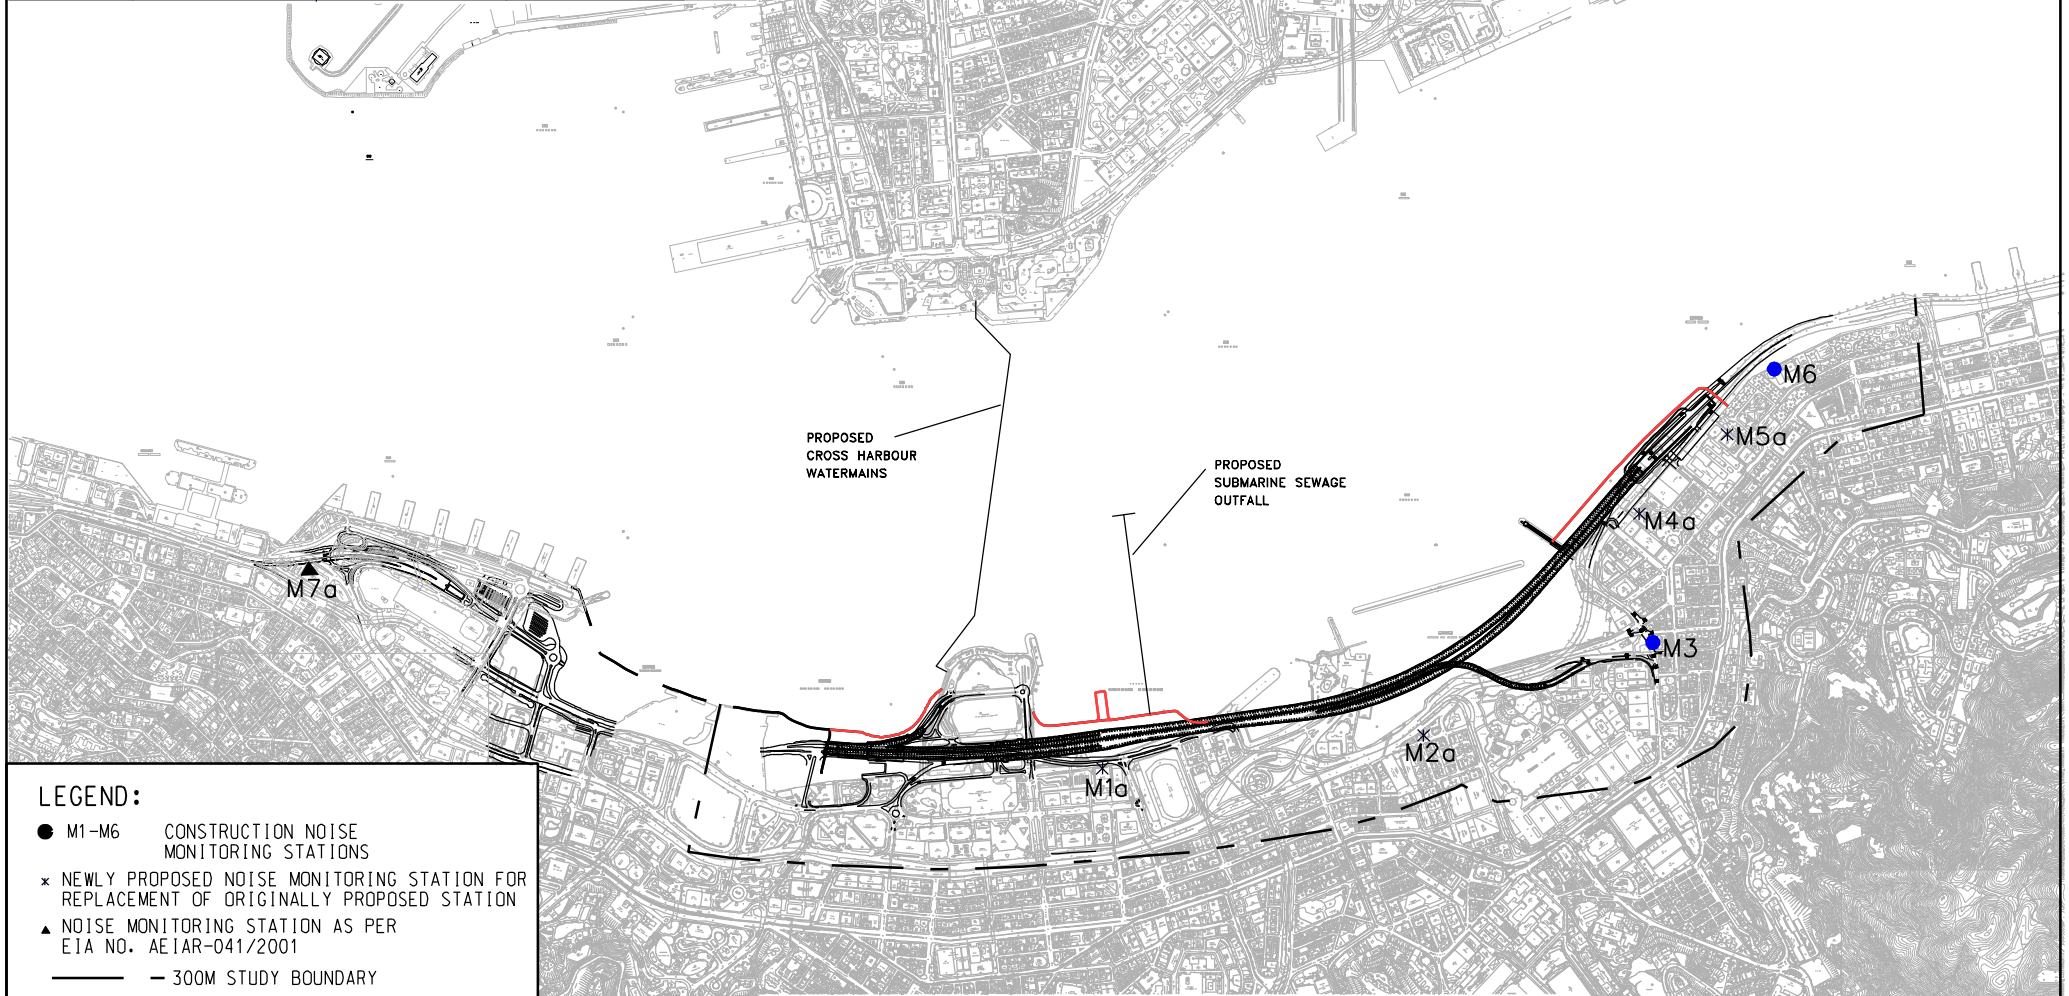 PROPOSED
CROSS HARBOUR
WATERMAINS
PROPOSED
SUBMARINE SEWAGE
OUTFALL
M6
M5a
M4a
M3
M2a
M1a
M7a
LEGEND:
M1-M6 CONSTRUCTION NOISE
MONITORING STATIONS
NEWLY PROPOSED NOISE MONITORING STATION FOR
REPLACEMENT OF ORIGINALLY PROPOSED STATION
NOISE MONITORING STATION AS PER
EIA NO. AEIAR-041/2001
300M STUDY BOUNDARY